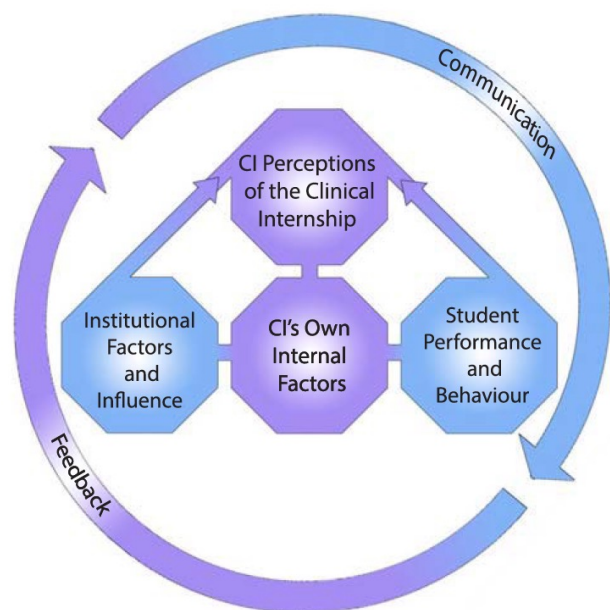 Communication
CI Perceptions
of the Clinical
Internship
Institutional
Factors
and
Influence
CI's Own
Internal
Factors
Student
Performance
and
Behaviour
Feedback